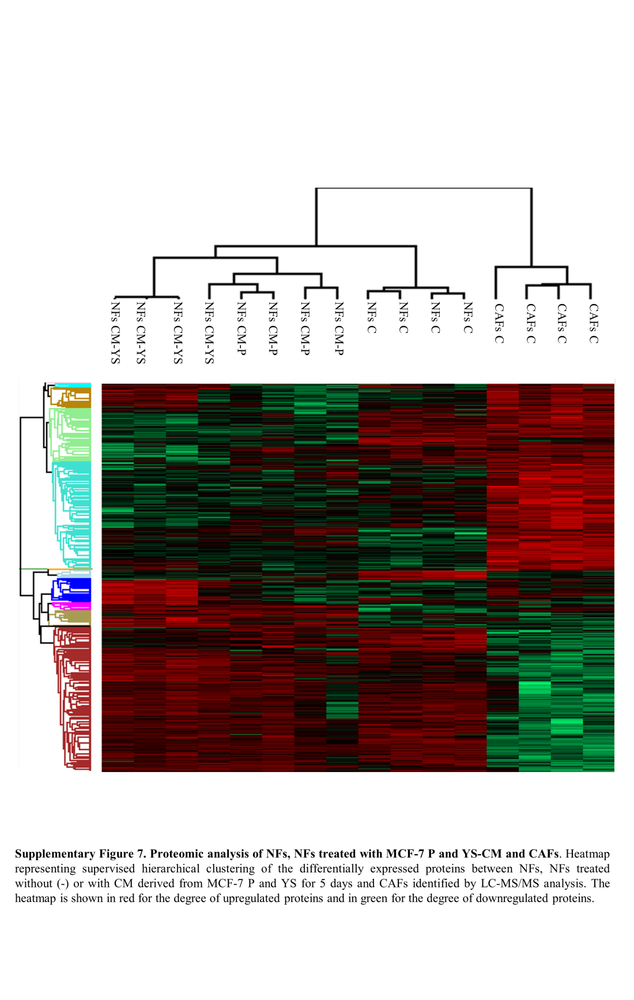 NFs CM-YS
NFs CM-YS
NFs CM-YS
NFs CM-YS
NFs CM-P
NFs CM-P
NFs CM-P
NFs CM-P
NFs C
NFs C
NFs C
NFs C
CAFs C
CAFs C
CAFs C
CAFs C
Supplementary Figure 7. Proteomic analysis of NFs, NFs treated with MCF-7 P and YS-CM and CAFs. Heatmap
representing supervised hierarchical clustering of the differentially expressed proteins between NFs, NFs treated
without (-) or with CM derived from MCF-7 P and YS for 5 days and CAFs identified by LC-MS/MS analysis. The
heatmap is shown in red for the degree of upregulated proteins and in green for the degree of downregulated proteins.